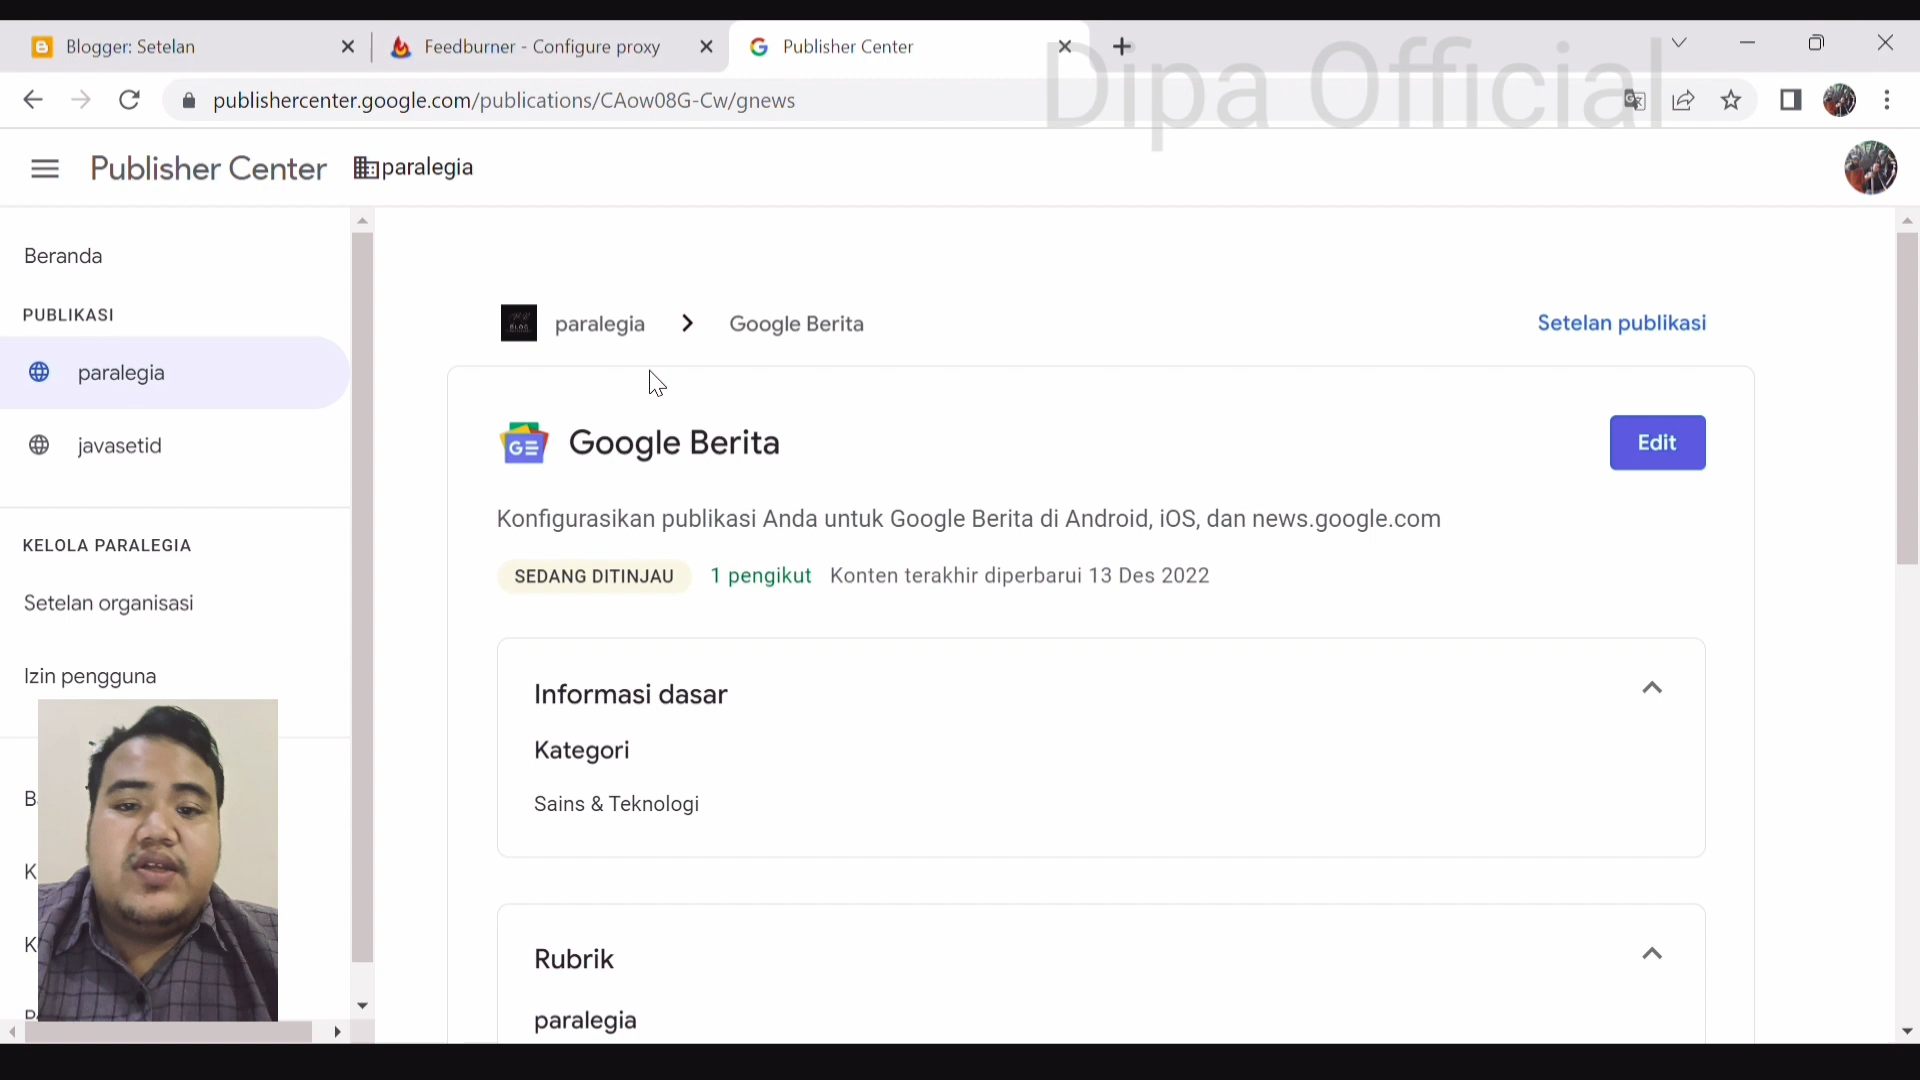 Blogger: Setelan
Feedburner - Configure proxy
Publisher Center
Dipa Official
publishercenter.google.com/publications/CAow08G-Cw/gnews
Publisher Center
paralegia
Beranda
PUBLIKASI
paralegia
javasetid
KELOLA PARALEGIA
Setelan organisasi
Izin pengguna
paralegia
Google Berita
Setelan publikasi
GE
Google Berita
Edit
Konfigurasikan publikasi Anda untuk Google Berita di Android, iOS, dan news.google.com
SEDANG DITINJAU
1 pengikut
Konten terakhir diperbarui 13 Des 2022
Informasi dasar
Kategori
Sains & Teknologi
Rubrik
paralegia